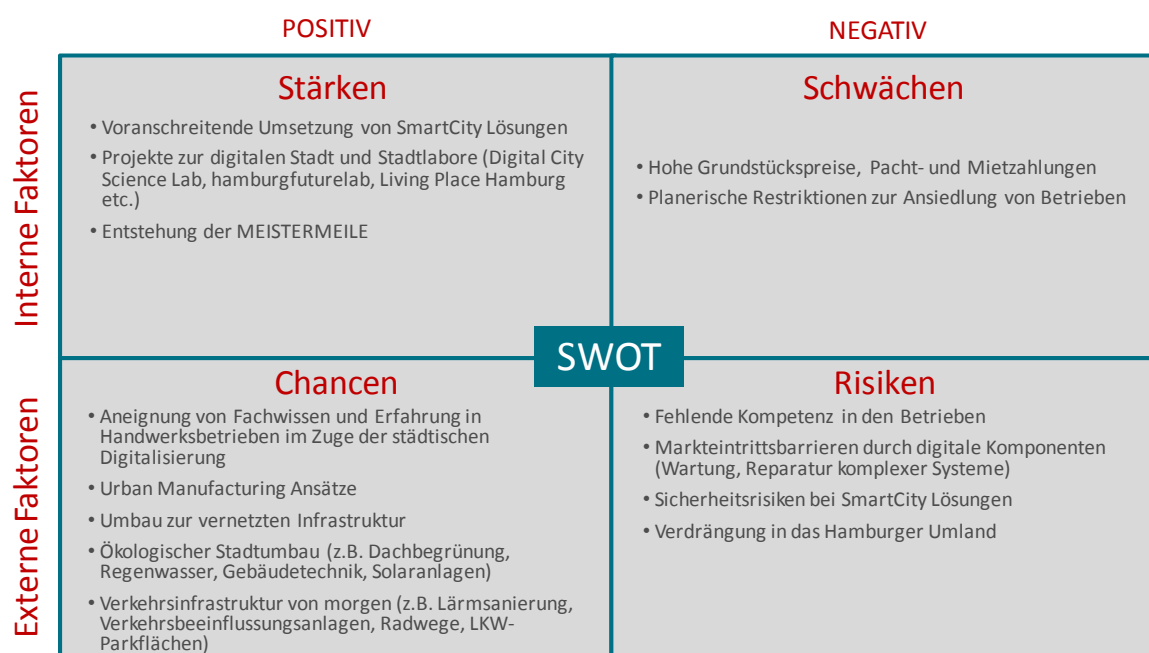 POSITIV
NEGATIV
Interne Faktoren
Stärken
• Voranschreitende Umsetzung von SmartCity Lösungen
• Projekte zur digitalen Stadt und Stadtlabore (Digital City
Science Lab, hamburgfuturelab, Living Place Hamburg
etc.)
• Entstehung der MEISTERMEILE
Schwächen
• Hohe Grundstückspreise, Pacht- und Mietzahlungen
• Planerische Restriktionen zur Ansiedlung von Betrieben
SWOT
Externe Faktoren
Chancen
• Aneignung von Fachwissen und Erfahrung in
Handwerksbetrieben im Zuge der städtischen
Digitalisierung
• Urban Manufacturing Ansätze
• Umbau zur vernetzten Infrastruktur
• Ökologischer Stadtumbau (z.B. Dachbegrünung,
Regenwasser, Gebäudetechnik, Solaranlagen)
• Verkehrsinfrastruktur von morgen (z.B. Lärmsanierung,
Verkehrsbeeinflussungsanlagen, Radwege, LKW-
Parkflächen)
Risiken
• Fehlende Kompetenz in den Betrieben
• Markteintrittsbarrieren durch digitale Komponenten
(Wartung, Reparatur komplexer Systeme)
• Sicherheitsrisiken bei SmartCity Lösungen
• Verdrängung in das Hamburger Umland